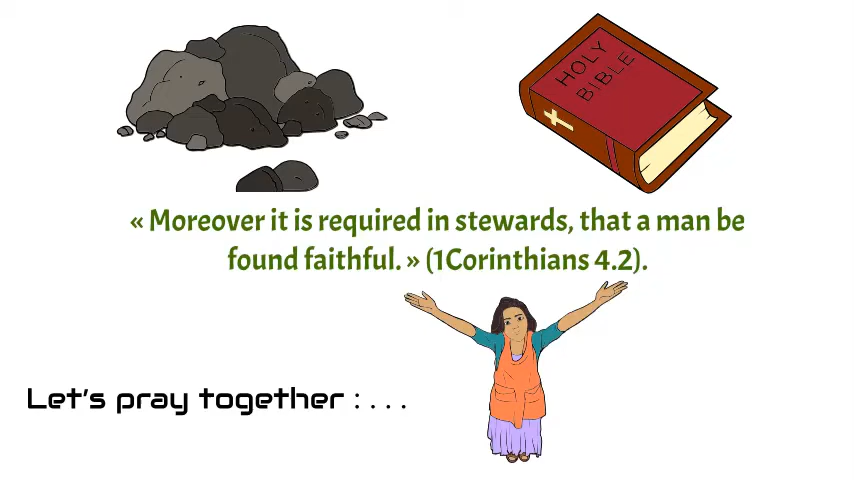 HOLY
BIBLE
« Moreover it is required in stewards, that a man be
found faithful. » (1Corinthians 4.2).
Let's pray together : . . .